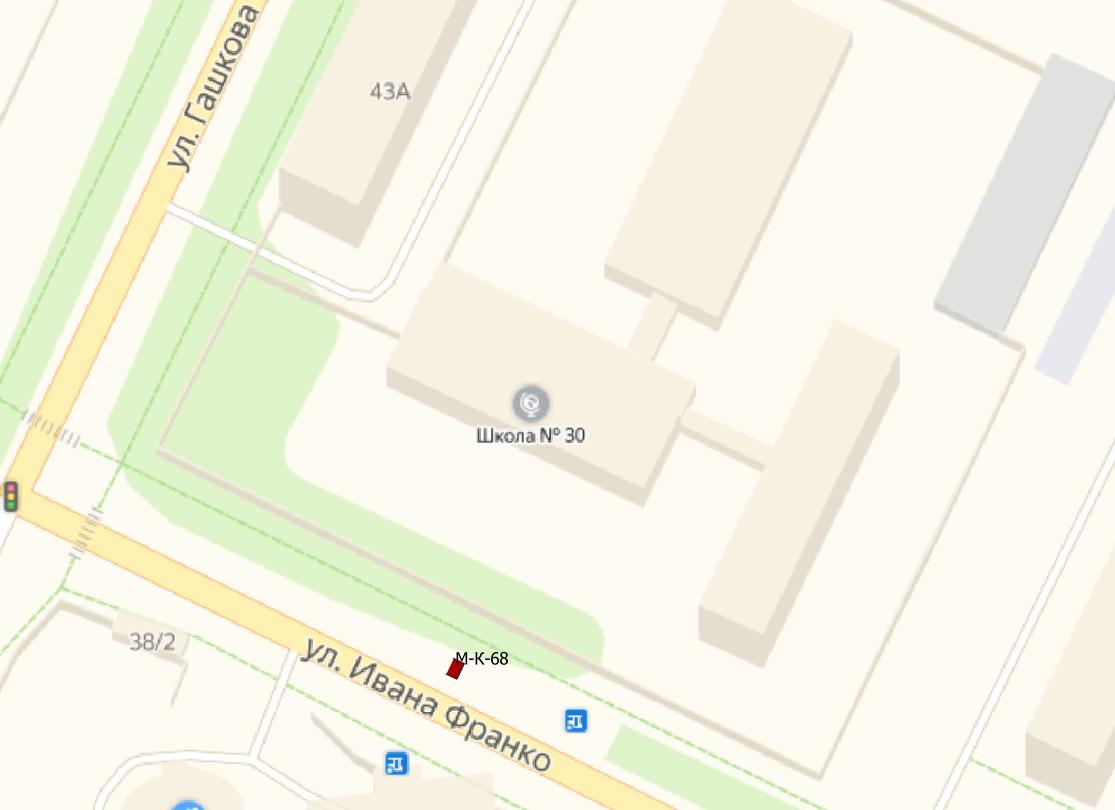 ул. Гашкова
43А
Школа № 30
38/2
ул. Ивана Франко
М-К-68